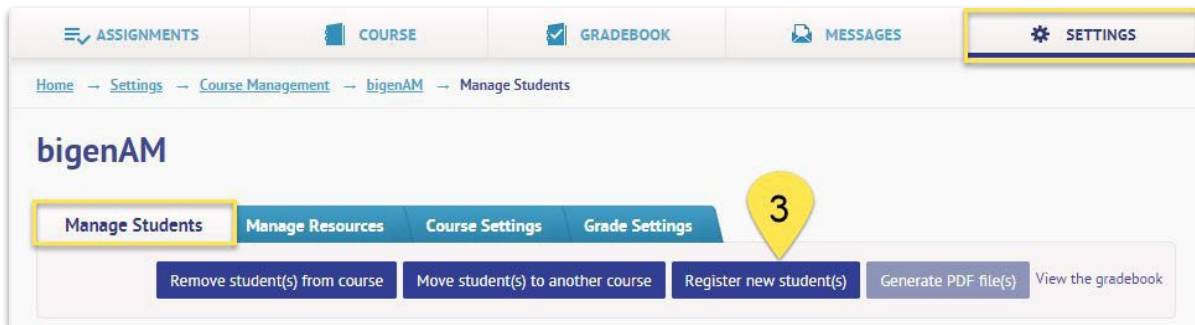 ASSIGNMENTS COURSE GRADEBOOK MESSAGES SETTINGS
Home → Settings → Course Management → bigenAM → Manage Students
bigenAM
Manage Students Manage Resources Course Settings Grade Settings
3
Remove student(s) from course Move student(s) to another course Register new student(s) Generate PDF file(s) View the gradebook